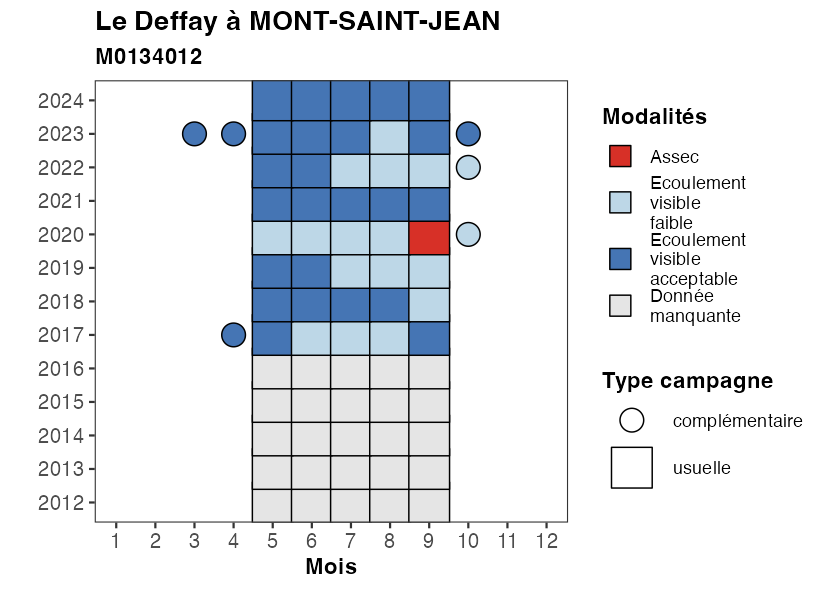 Le Deffay à MONT-SAINT-JEAN
M0134012
2024
2023
2022
2021
2020
2019
2018
2017
2016
2015
2014
2013
2012
1 2 3 4 5 6 7 8 9 10 11 12
Mois
Modalités
Assec
Ecoulement
visible
faible
Ecoulement
visible
acceptable
Donnée
manquante
Type campagne
complémentaire
usuelle